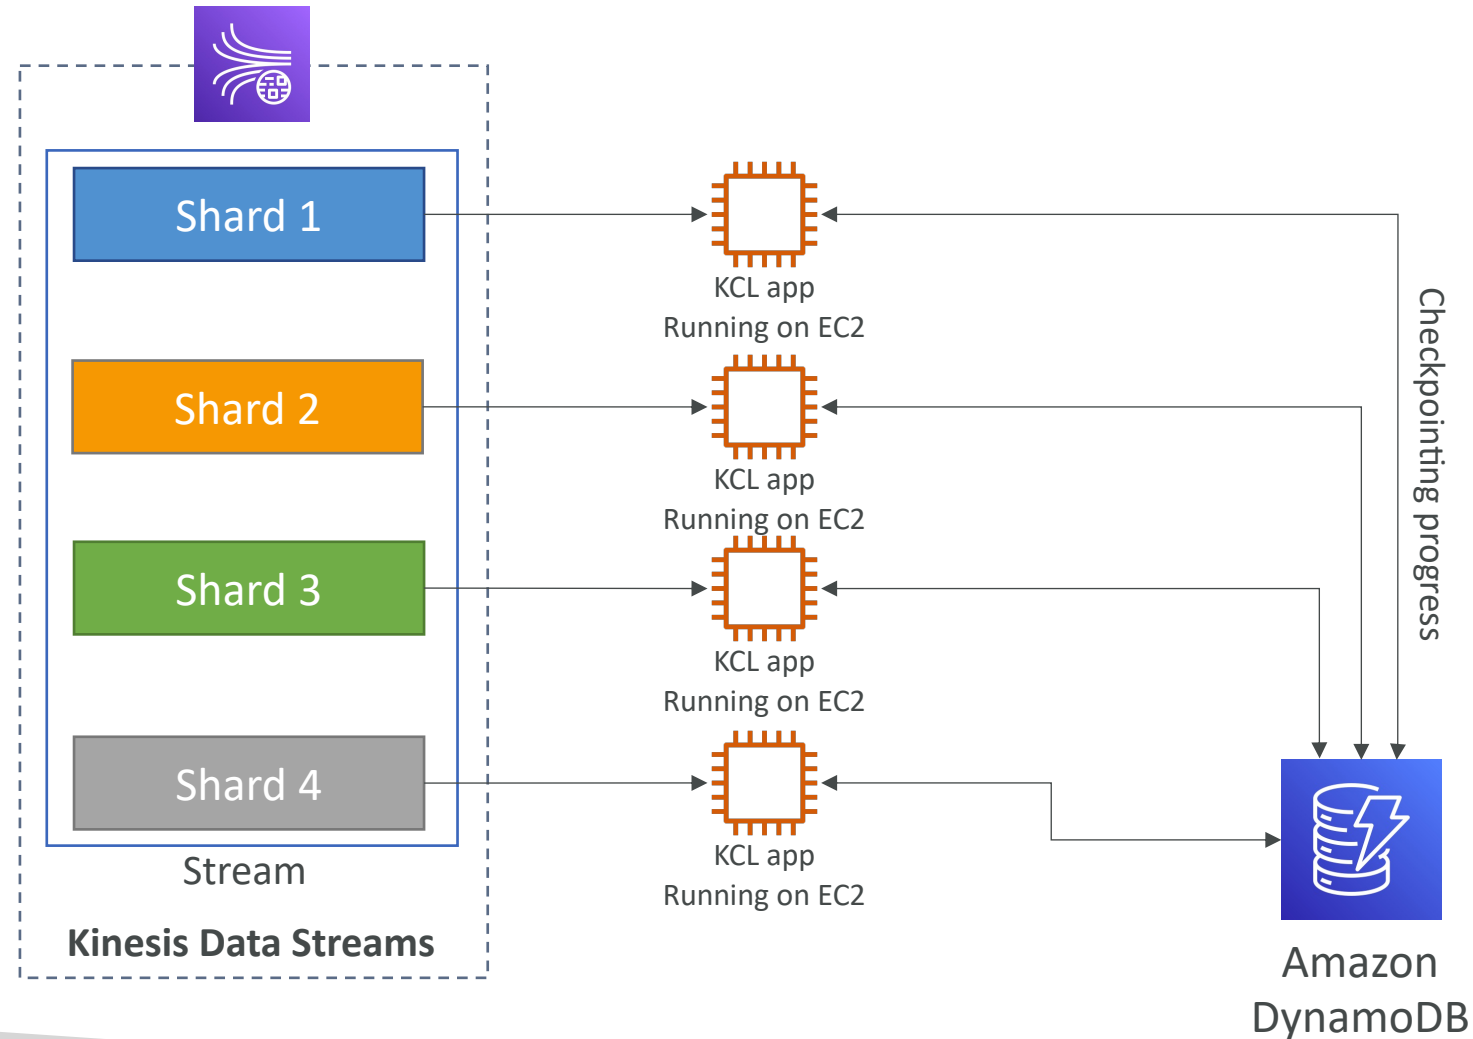 Shard 1
KCL app
Running on EC2
Shard 2
KCL app
Running on EC2
Shard 3
KCL app
Running on EC2
Shard 4
KCL app
Running on EC2
Stream
Kinesis Data Streams
Checkpointing progress
Amazon
DynamoDB